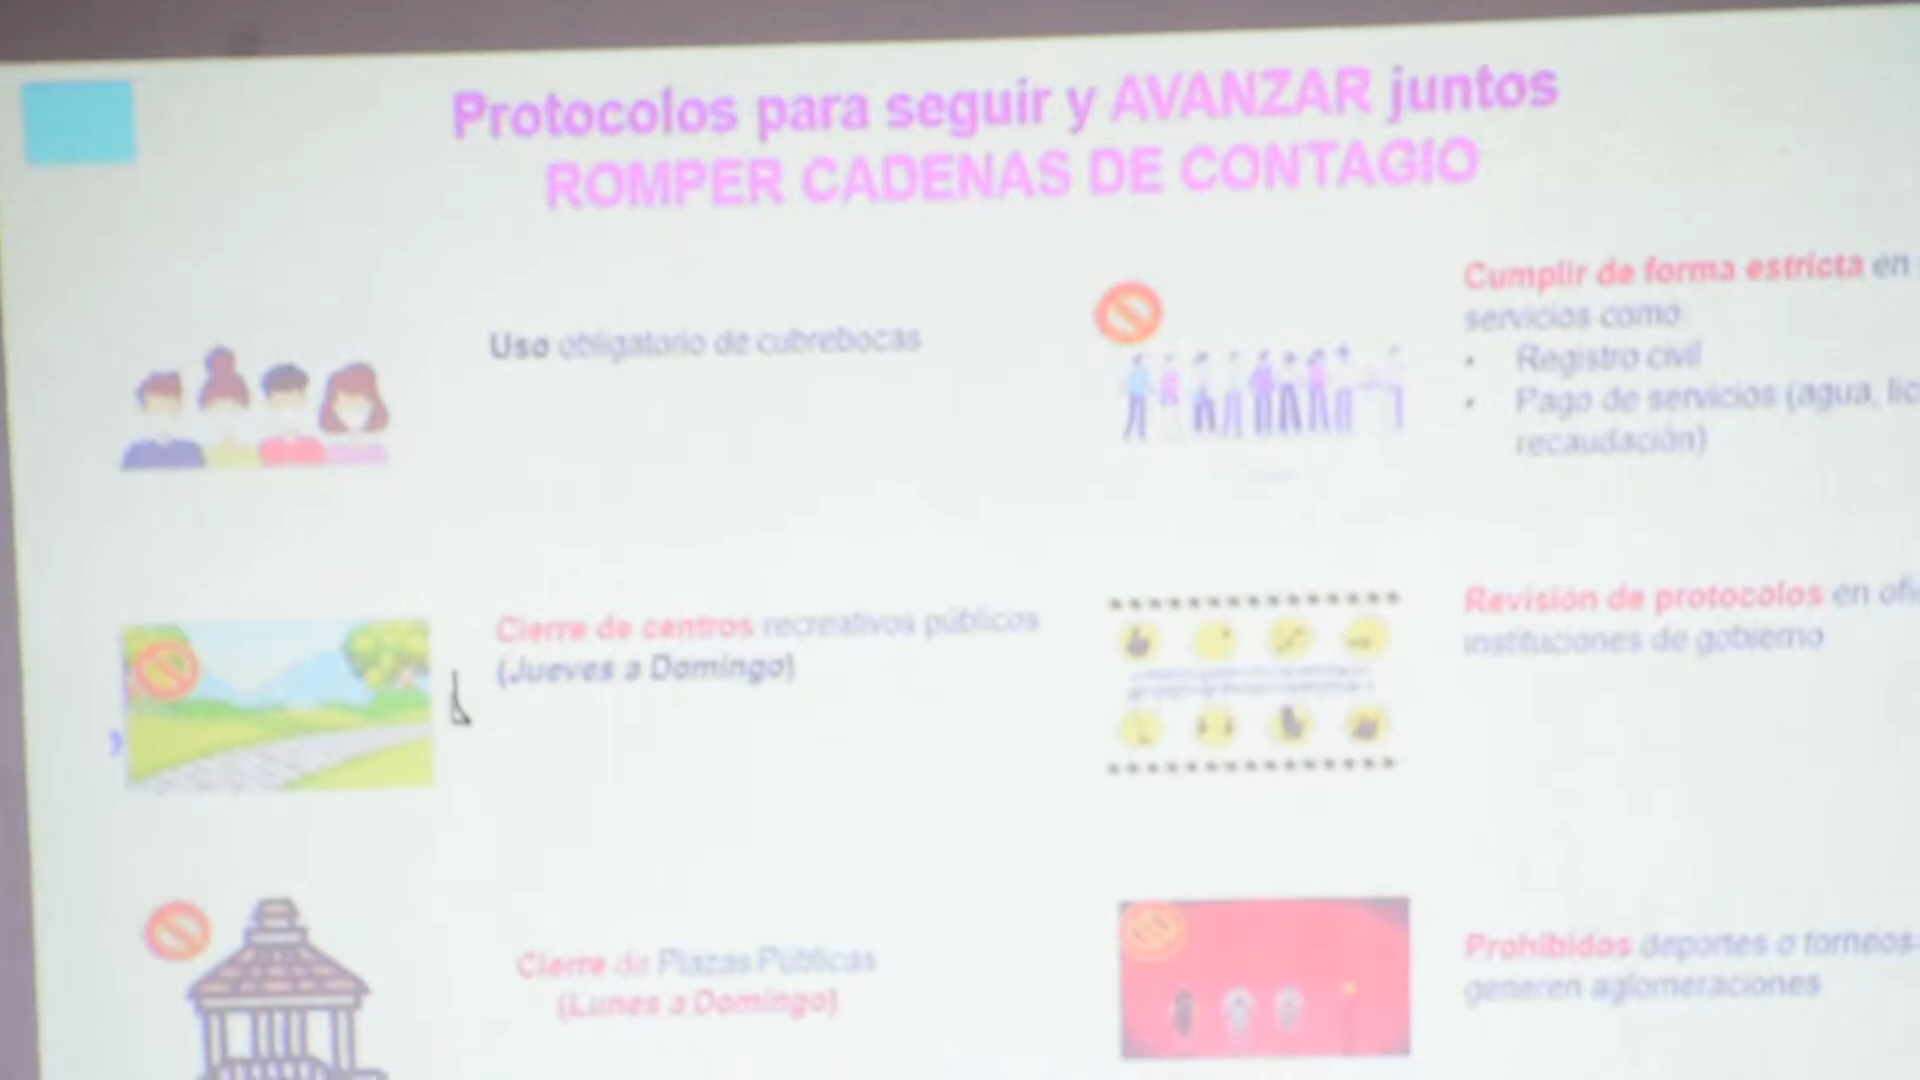 Protocolos para seguir y AVANZAR juntos
ROMPER CADENAS DE CONTAGIO
Uso obligatorio de cubrebocas
Cierre de centros recreativos públicos
(Jueves a Domingo)
Cierre de Plazas Públicas
(Lunes a Domingo)
Cumplir de forma estricta en
servicios como:
• Registro civil
• Pago de servicios (agua, lic
recaudación)
Revisión de protocolos en ofi
instituciones de gobierno
Prohibidos deportes o torneos
generen aglomeraciones